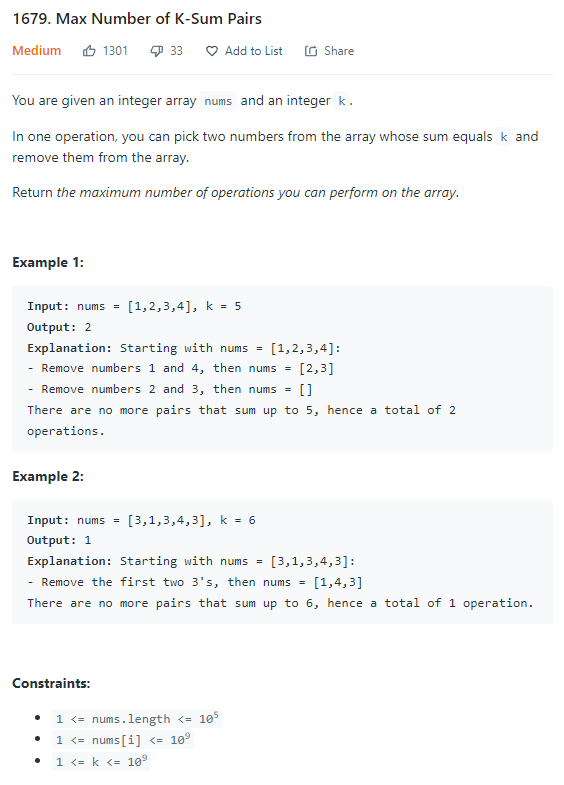 1679. Max Number of K-Sum Pairs
Medium 1301 33 Add to List Share
You are given an integer array nums and an integer k.
In one operation, you can pick two numbers from the array whose sum equals k and
remove them from the array.
Return the maximum number of operations you can perform on the array.
Example 1:
Input: nums = [1,2,3,4], k = 5
Output: 2
Explanation: Starting with nums = [1,2,3,4]:
- Remove numbers 1 and 4, then nums = [2,3]
- Remove numbers 2 and 3, then nums = []
There are no more pairs that sum up to 5, hence a total of 2
operations.
Example 2:
Input: nums = [3,1,3,4,3], k = 6
Output: 1
Explanation: Starting with nums = [3,1,3,4,3]:
- Remove the first two 3's, then nums = [1,4,3]
There are no more pairs that sum up to 6, hence a total of 1 operation.
Constraints:
• 1 <= nums.length <= 10⁵
• 1 <= nums[i] <= 10⁹
• 1 <= k <= 10⁹